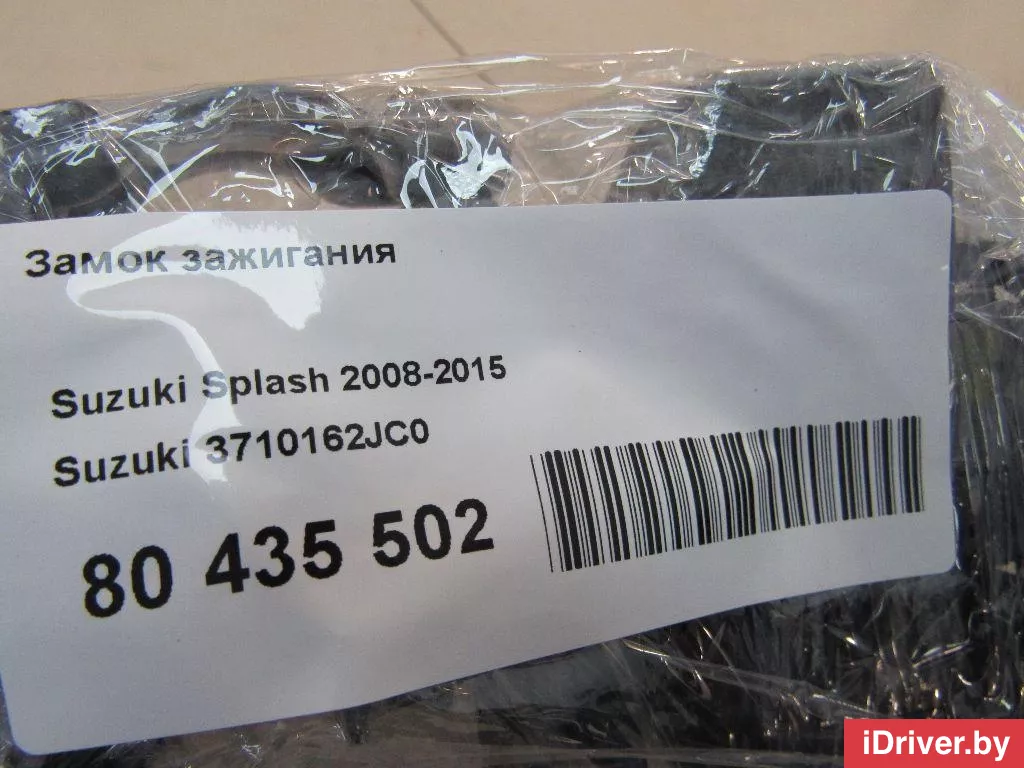 Замок зажигания
Suzuki Splash 2008-2015
Suzuki 3710162JC0
80 435 502
iDriver.by